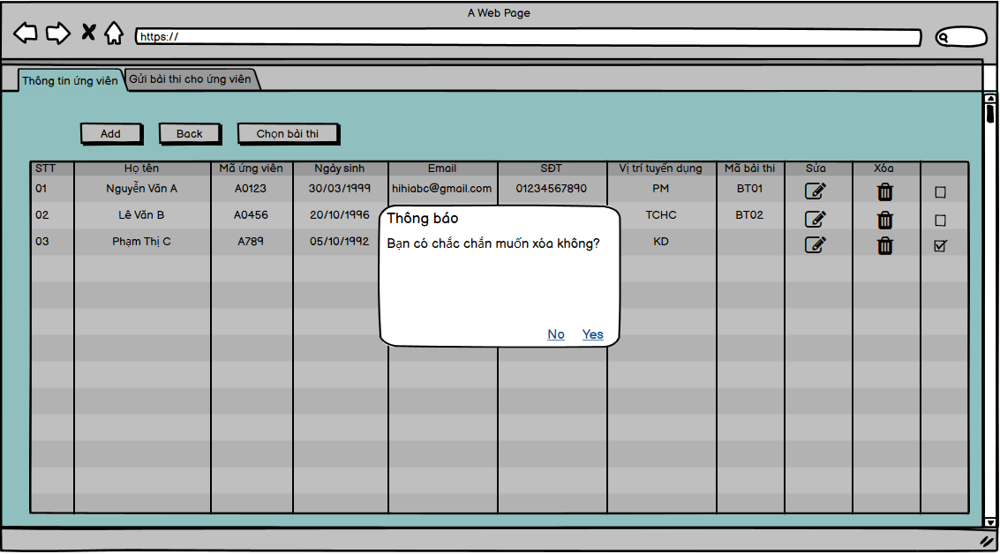 A Web Page
https://
Thông tin ứng viên
Gửi bài thi cho ứng viên
Add
Back
Chọn bài thi
STT Họ tên Mã ứng viên Ngày sinh Email SĐT Vị trí tuyển dụng Mã bài thi Sửa Xóa
01 Nguyễn Văn A A0123 30/03/1999 hihiabc@gmail.com 01234567890 PM BT01
02 Lê Văn B A0456 20/10/1996 TCHC BT02
03 Phạm Thị C A789 05/10/1992 KD
Thông báo
Bạn có chắc chắn muốn xóa không?
No Yes